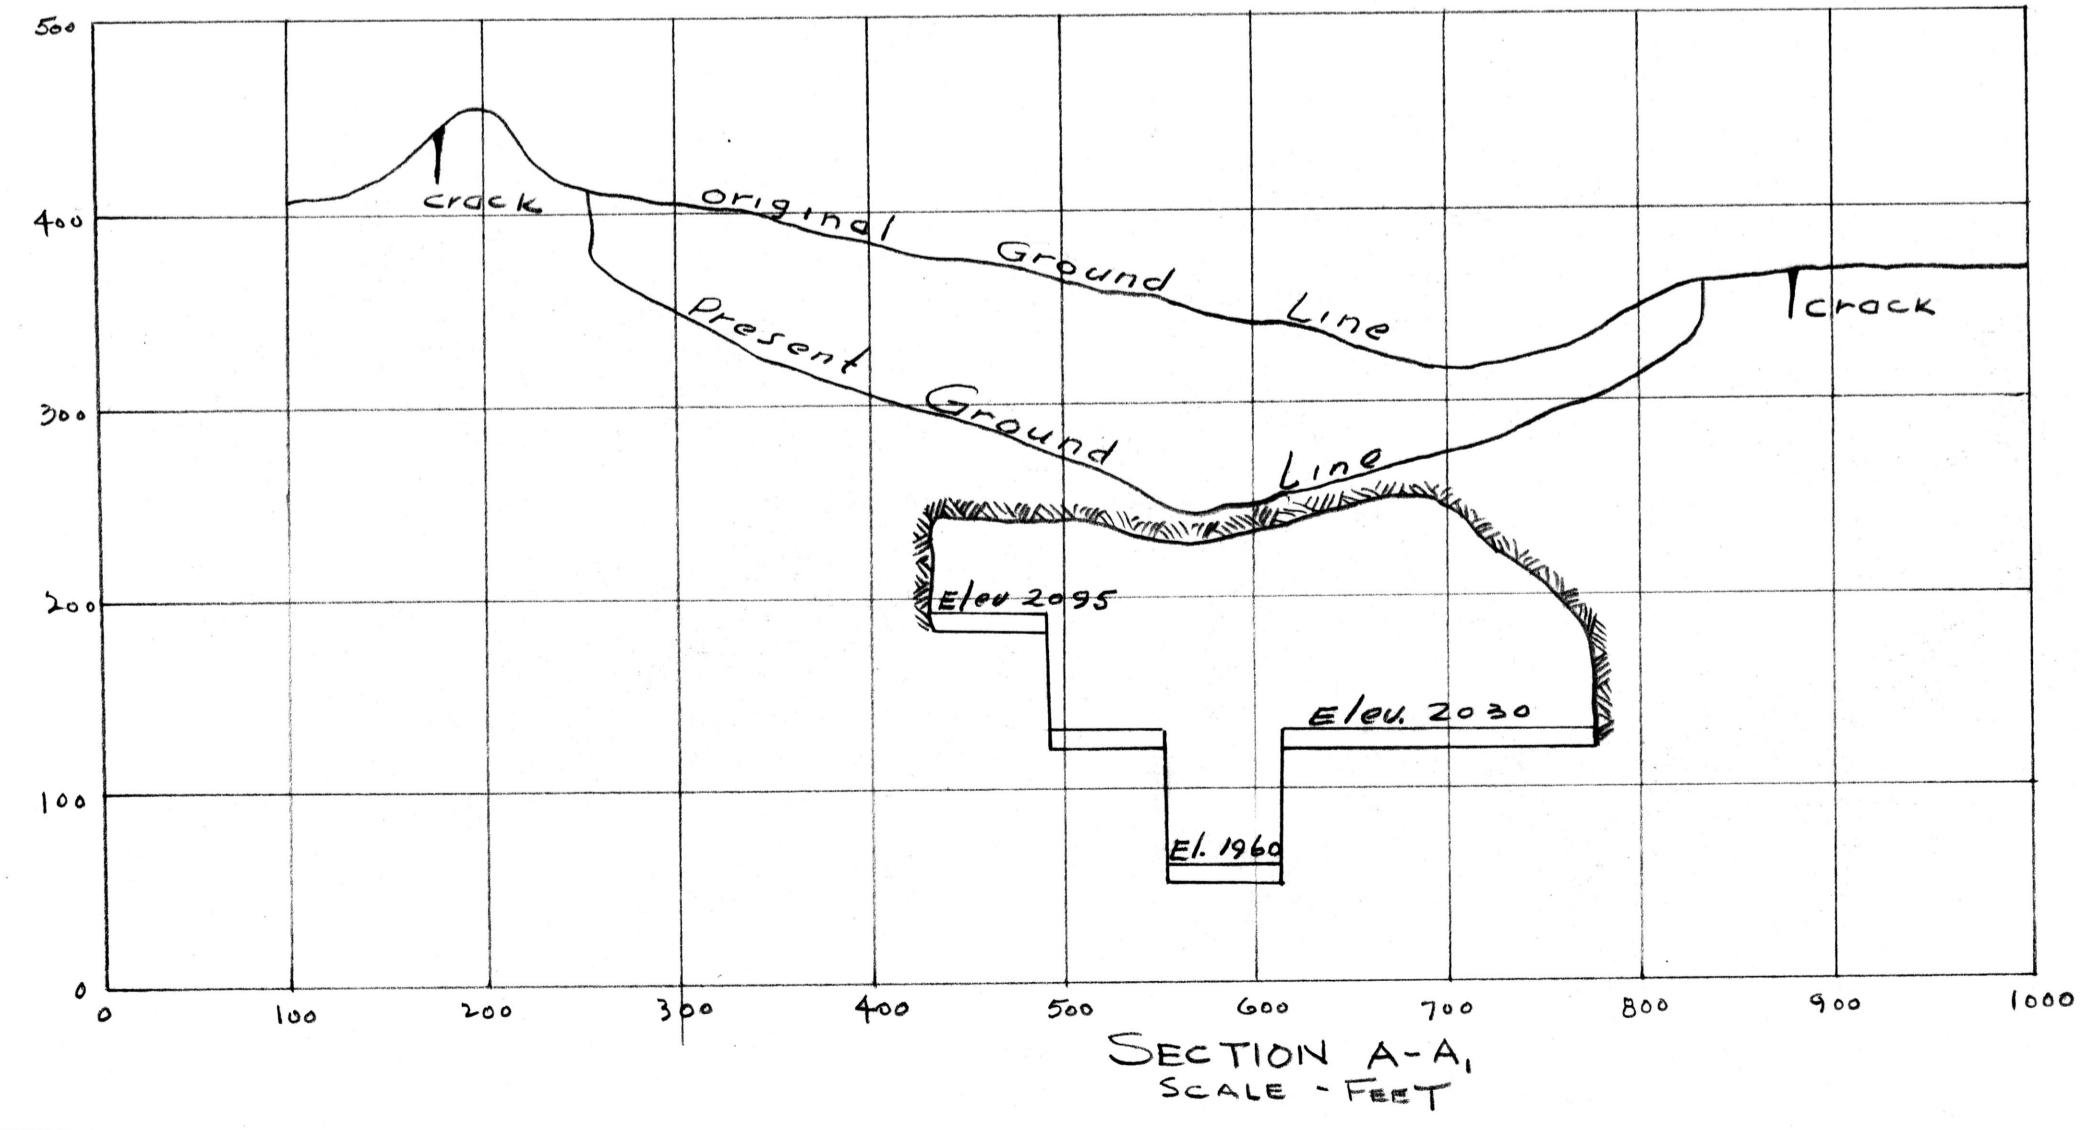 500
crack
400
original Ground Line
crack
Present Ground Line
300
200
Elev 2095
Elev. 2030
100
El. 1960
0
0 100 200 300 400 500 600 700 800 900 1000
SECTION A-A,
SCALE - FEET